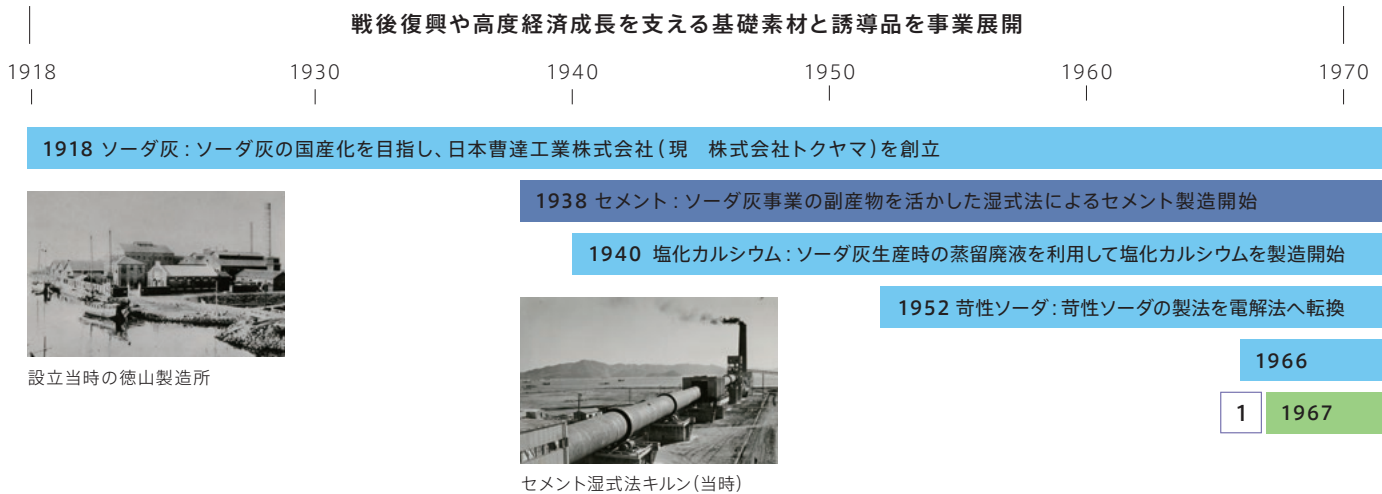 戦後復興や高度経済成長を支える基礎素材と誘導品を事業展開
1918 1930 1940 1950 1960 1970
1918 ソーダ灰：ソーダ灰の国産化を目指し、日本曹達工業株式会社（現　株式会社トクヤマ）を創立
1938 セメント：ソーダ灰事業の副産物を活かした湿式法によるセメント製造開始
1940 塩化カルシウム：ソーダ灰生産時の蒸留廃液を利用して塩化カルシウムを製造開始
1952 苛性ソーダ：苛性ソーダの製法を電解法へ転換
1966
設立当時の徳山製造所
1 1967
セメント湿式法キルン（当時）